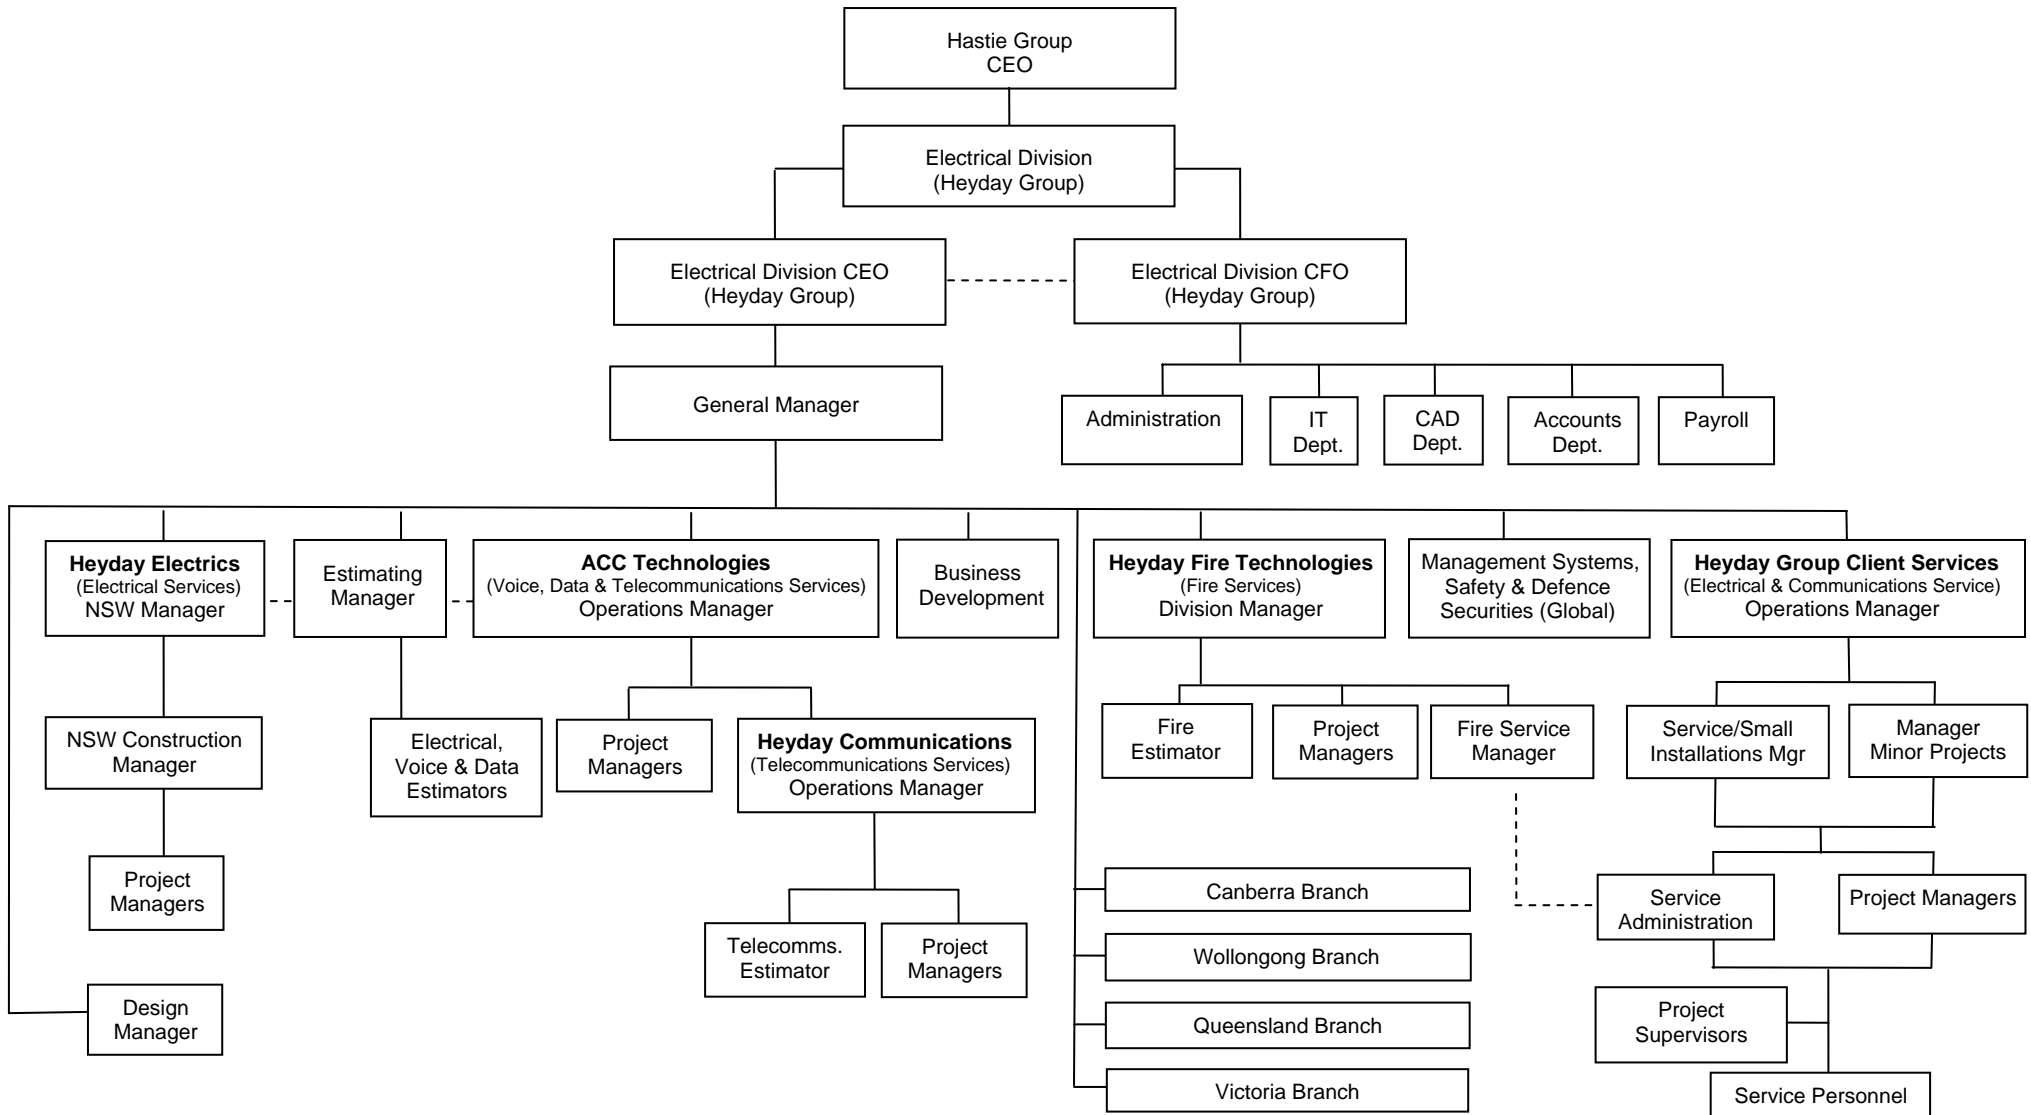 Hastie Group
CEO
Electrical Division
(Heyday Group)
Electrical Division CEO
(Heyday Group)
Electrical Division CFO
(Heyday Group)
General Manager
Administration
IT
Dept.
CAD
Dept.
Accounts
Dept.
Payroll
Heyday Electrics
(Electrical Services)
NSW Manager
Estimating
Manager
ACC Technologies
(Voice, Data & Telecommunications Services)
Operations Manager
Business
Development
Heyday Fire Technologies
(Fire Services)
Division Manager
Management Systems,
Safety & Defence
Securities (Global)
Heyday Group Client Services
(Electrical & Communications Service)
Operations Manager
NSW Construction
Manager
Electrical,
Voice & Data
Estimators
Project
Managers
Heyday Communications
(Telecommunications Services)
Operations Manager
Fire
Estimator
Project
Managers
Fire Service
Manager
Service/Small
Installations Mgr
Manager
Minor Projects
Project
Managers
Telecomms.
Estimator
Project
Managers
Canberra Branch
Wollongong Branch
Queensland Branch
Victoria Branch
Service
Administration
Project Managers
Design
Manager
Project
Supervisors
Service Personnel